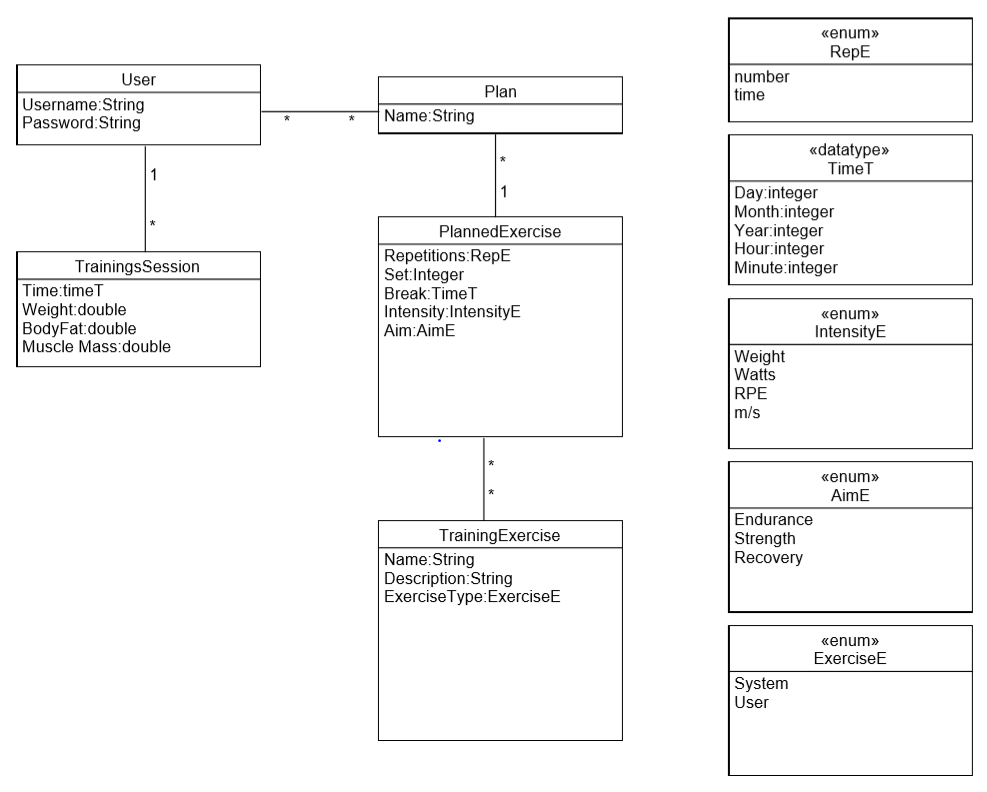 User
Username:String
Password:String
*
*
Plan
Name:String
1
*
TrainingsSession
Time:timeT
Weight:double
BodyFat:double
Muscle Mass:double
*
1
PlannedExercise
Repetitions:RepE
Set:Integer
Break:TimeT
Intensity:IntensityE
Aim:AimE
*
*
TrainingExercise
Name:String
Description:String
ExerciseType:ExerciseE
«enum»
RepE
number
time
«datatype»
TimeT
Day:integer
Month:integer
Year:integer
Hour:integer
Minute:integer
«enum»
IntensityE
Weight
Watts
RPE
m/s
«enum»
AimE
Endurance
Strength
Recovery
«enum»
ExerciseE
System
User